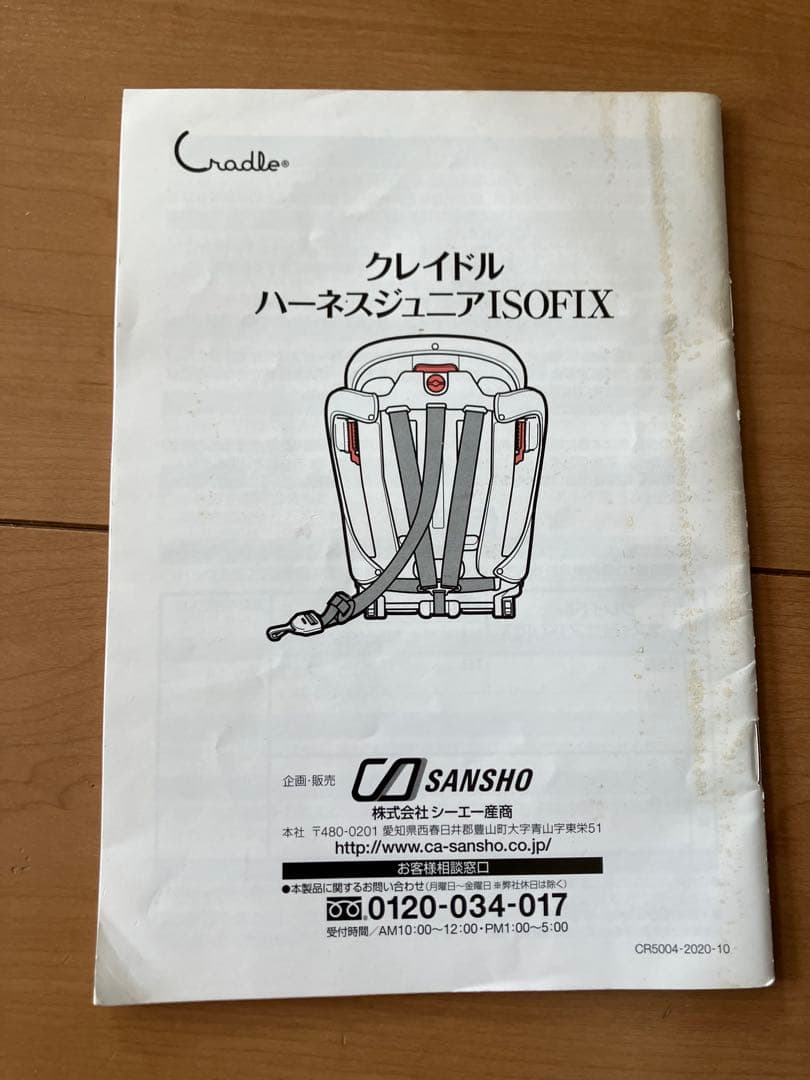 Cradle®
クレイドル
ハーネスジュニアISOFIX
企画・販売 CA SANSHO
株式会社 シーエー産商
本社 〒480-0201 愛知県西春日井郡豊山町大字青山字東栄51
http://www.ca-sansho.co.jp/
お客様相談窓口
●本製品に関するお問い合わせ(月曜日〜金曜日 ※弊社休日は除く)
0120-034-017
受付時間/AM10:00〜12:00・PM1:00〜5:00
CR5004-2020-10